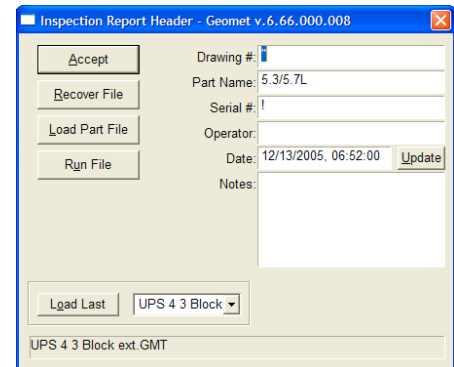 Inspection Report Header - Geomet v.6.66.000.008
Accept
Drawing #: "
Recover File
Part Name: 5.3/5.7L
Serial #: !
Load Part File
Operator:
Run File
Date: 12/13/2005, 06:52:00 Update
Notes:
Load Last UPS 4 3 Block
UPS 4 3 Block ext.GMT